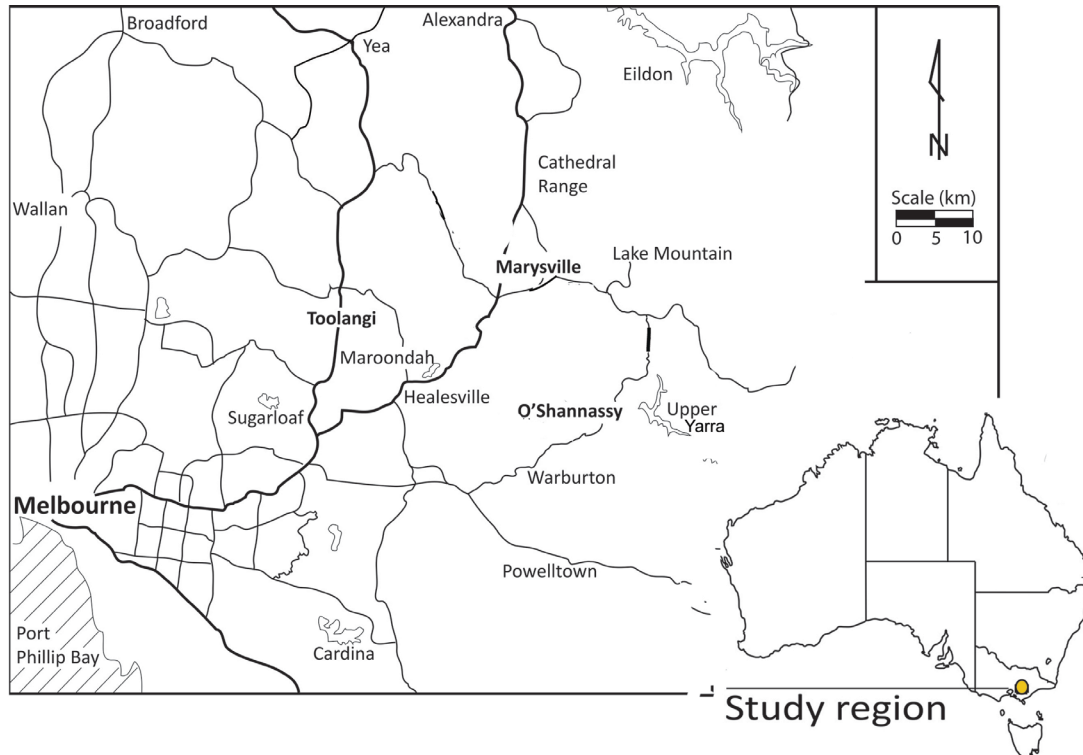 Broadford
Alexandra
Yea
Eildon
N
Cathedral
Range
Scale (km)
0 5 10
Wallan
Lake Mountain
Marysville
Toolangi
Maroondah
Healesville
Sugarloaf
O'Shannassy
Upper
Yarra
Warburton
Melbourne
Powelltown
Port
Phillip Bay
Cardina
Study region